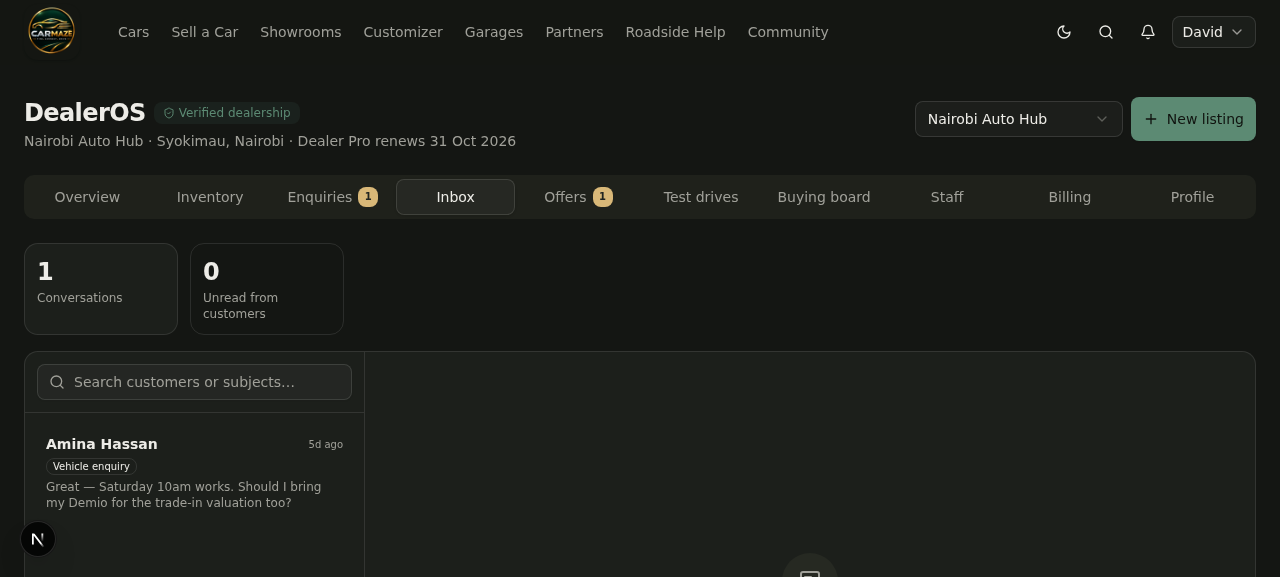 CARMAZE
Cars
Sell a Car
Showrooms
Customizer
Garages
Partners
Roadside Help
Community
David
DealerOS
Verified dealership
Nairobi Auto Hub · Syokimau, Nairobi · Dealer Pro renews 31 Oct 2026
Nairobi Auto Hub
New listing
Overview
Inventory
Enquiries 1
Inbox
Offers 1
Test drives
Buying board
Staff
Billing
Profile
1
Conversations
0
Unread from
customers
Search customers or subjects...
Amina Hassan
5d ago
Vehicle enquiry
Great — Saturday 10am works. Should I bring
my Demio for the trade-in valuation too?
N